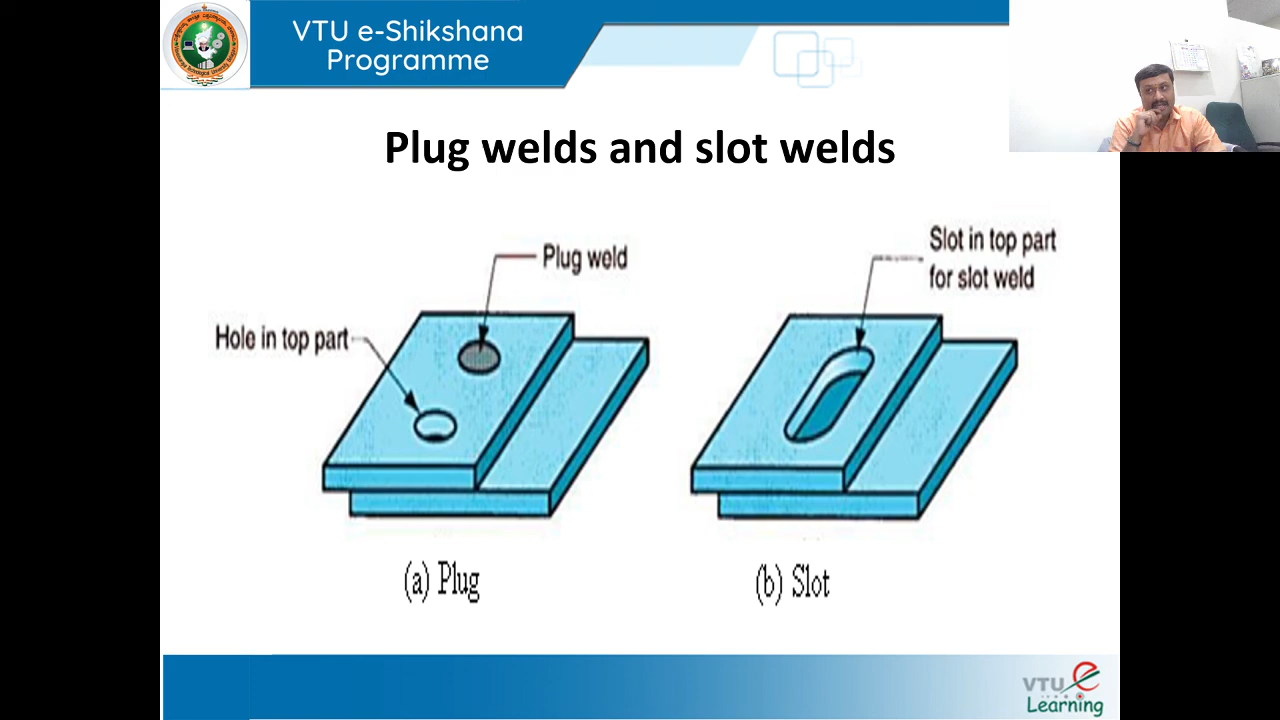 VTU e-Shikshana
Programme
Plug welds and slot welds
Plug weld
Hole in top part
Slot in top part
for slot weld
(a) Plug
(b) Slot
VTU e
Learning